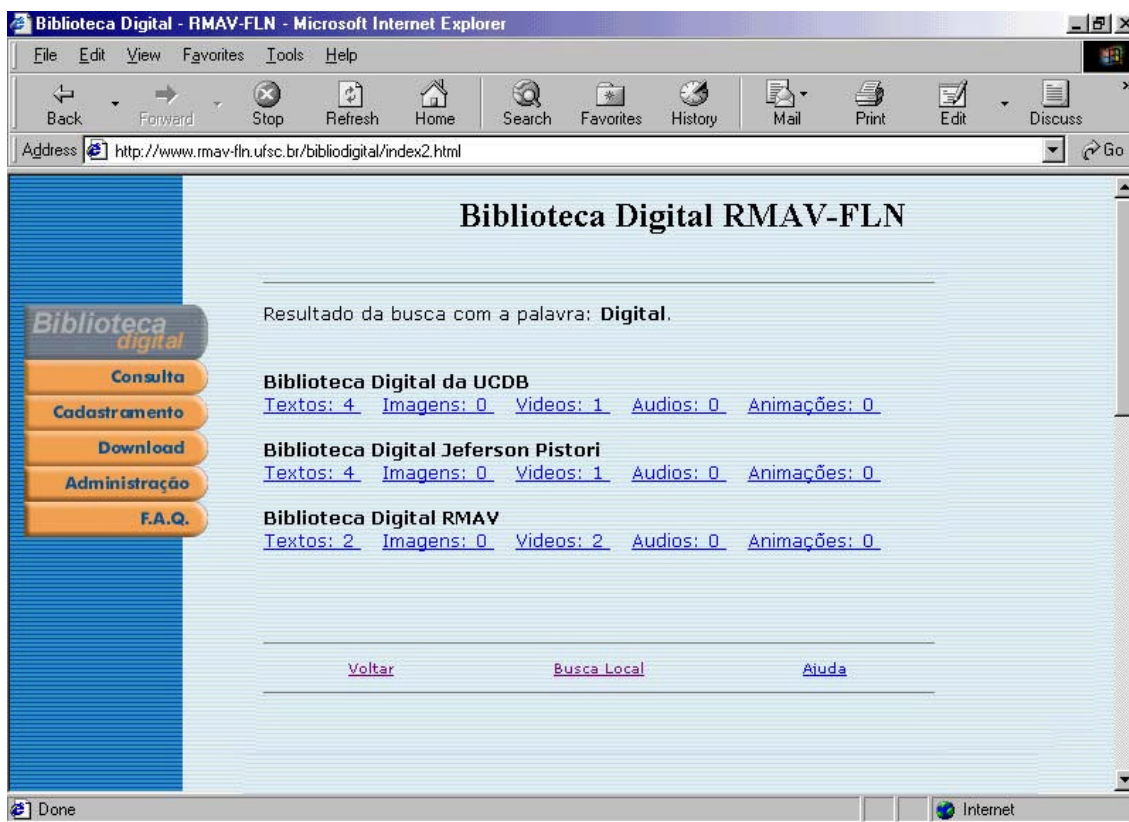 Biblioteca Digital - RMAV-FLN - Microsoft Internet Explorer
File Edit View Favorites Tools Help
Back Forward Stop Refresh Home Search Favorites History Mail Print Edit Discuss
Address http://www.rmav-fln.ufsc.br/bibliodigital/index2.html Go
Biblioteca Digital RMAV-FLN
Biblioteca
digital
Consulta
Cadastramento
Download
Administração
F.A.Q.
Resultado da busca com a palavra: Digital.
Biblioteca Digital da UCDB
Textos: 4 Imagens: 0 Videos: 1 Audios: 0 Animações: 0
Biblioteca Digital Jeferson Pistori
Textos: 4 Imagens: 0 Videos: 1 Audios: 0 Animações: 0
Biblioteca Digital RMAV
Textos: 2 Imagens: 0 Videos: 2 Audios: 0 Animações: 0
Voltar Busca Local Ajuda
Done Internet